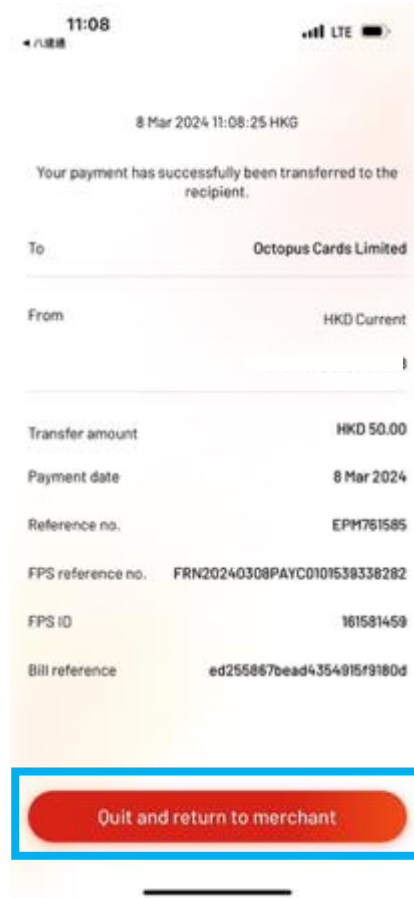 11:08
LTE
◀ 八達通
8 Mar 2024 11:08:25 HKG
Your payment has successfully been transferred to the
recipient.
To Octopus Cards Limited
From HKD Current
Transfer amount HKD 50.00
Payment date 8 Mar 2024
Reference no. EPM761585
FPS reference no. FRN20240308PAYC0101539338282
FPS ID 161581459
Bill reference ed255867bead4354915f9180d
Quit and return to merchant